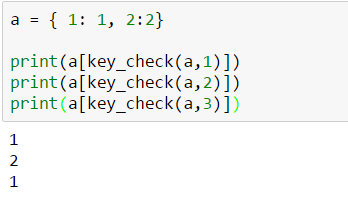 a = { 1: 1, 2:2}
print(a[key_check(a,1)])
print(a[key_check(a,2)])
print(a[key_check(a,3)])
1
2
1